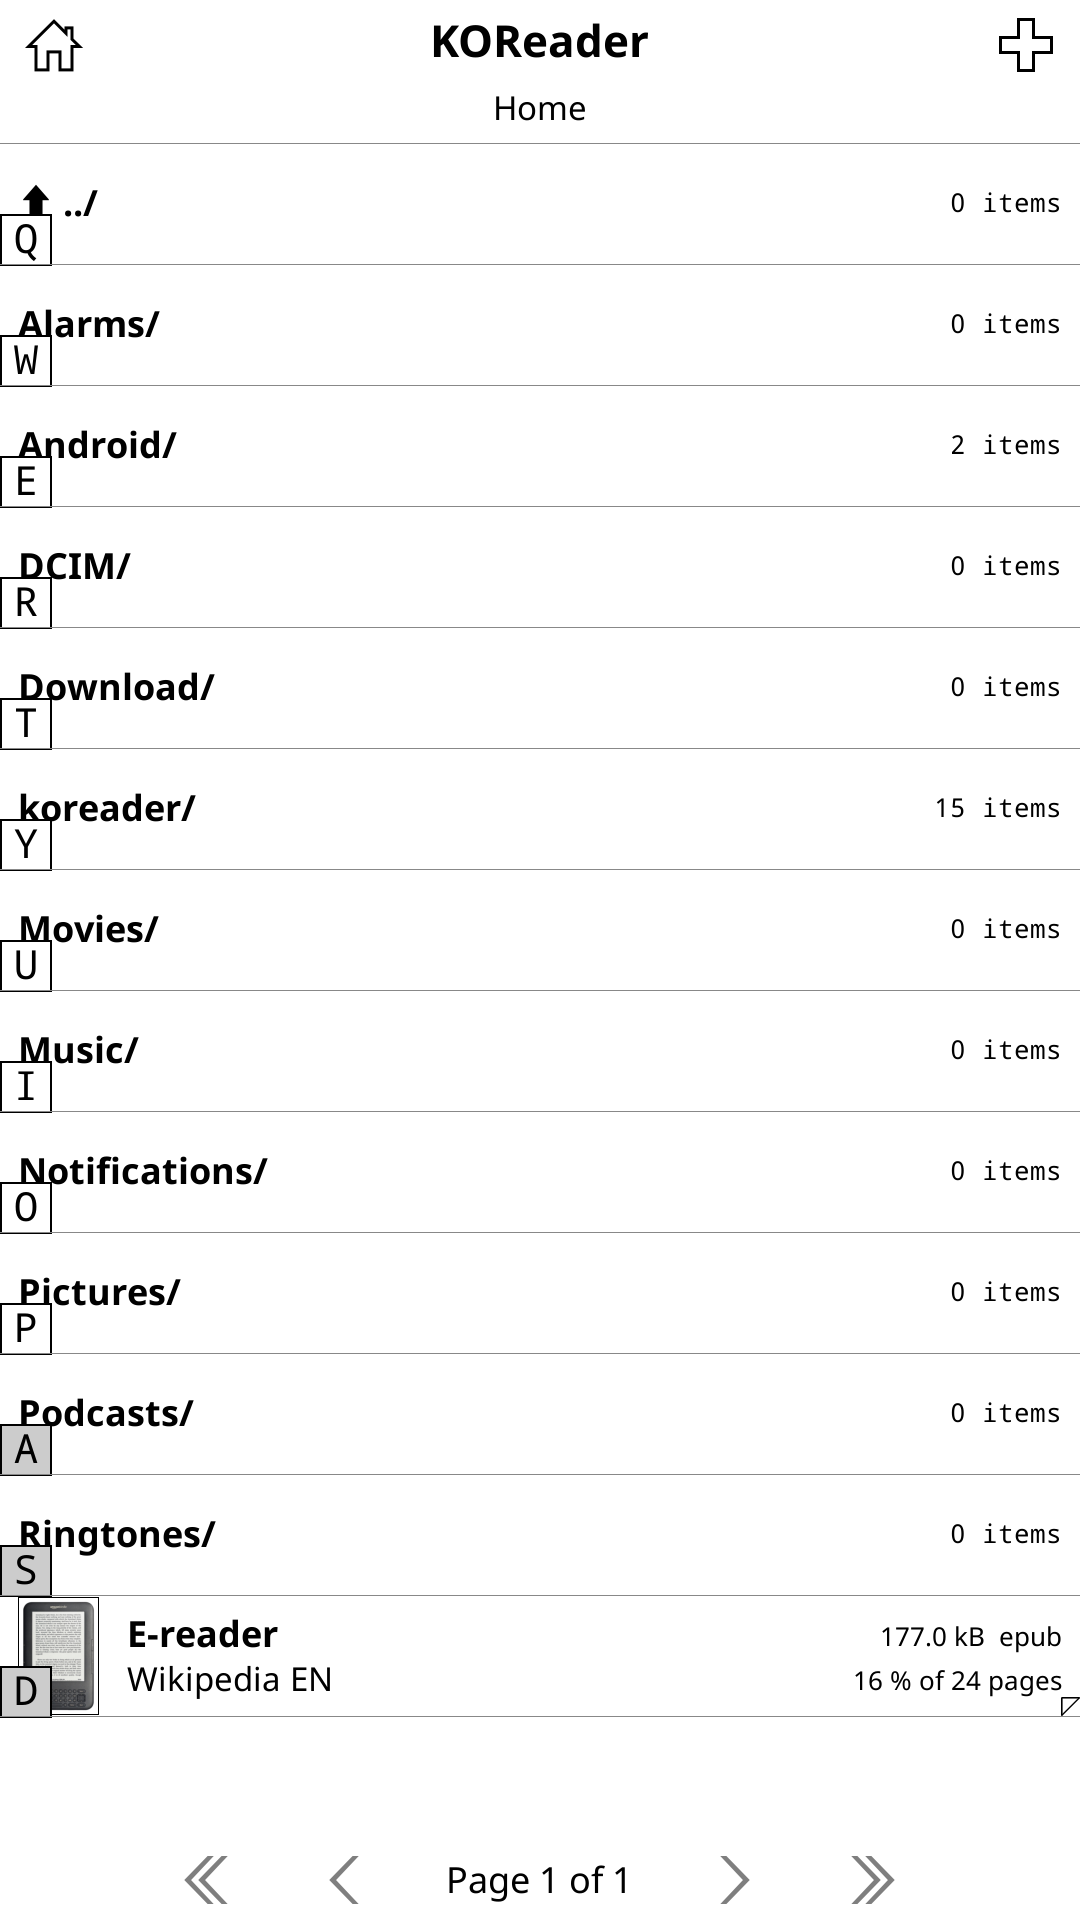 KOReader
Home
../ 0 items
Q
Alarms/ 0 items
W
Android/ 2 items
E
DCIM/ 0 items
R
Download/ 0 items
T
koreader/ 15 items
Y
Movies/ 0 items
U
Music/ 0 items
I
Notifications/ 0 items
O
Pictures/ 0 items
P
Podcasts/ 0 items
A
Ringtones/ 0 items
S
E-reader 177.0 kB epub
Wikipedia EN 16 % of 24 pages
D
Page 1 of 1